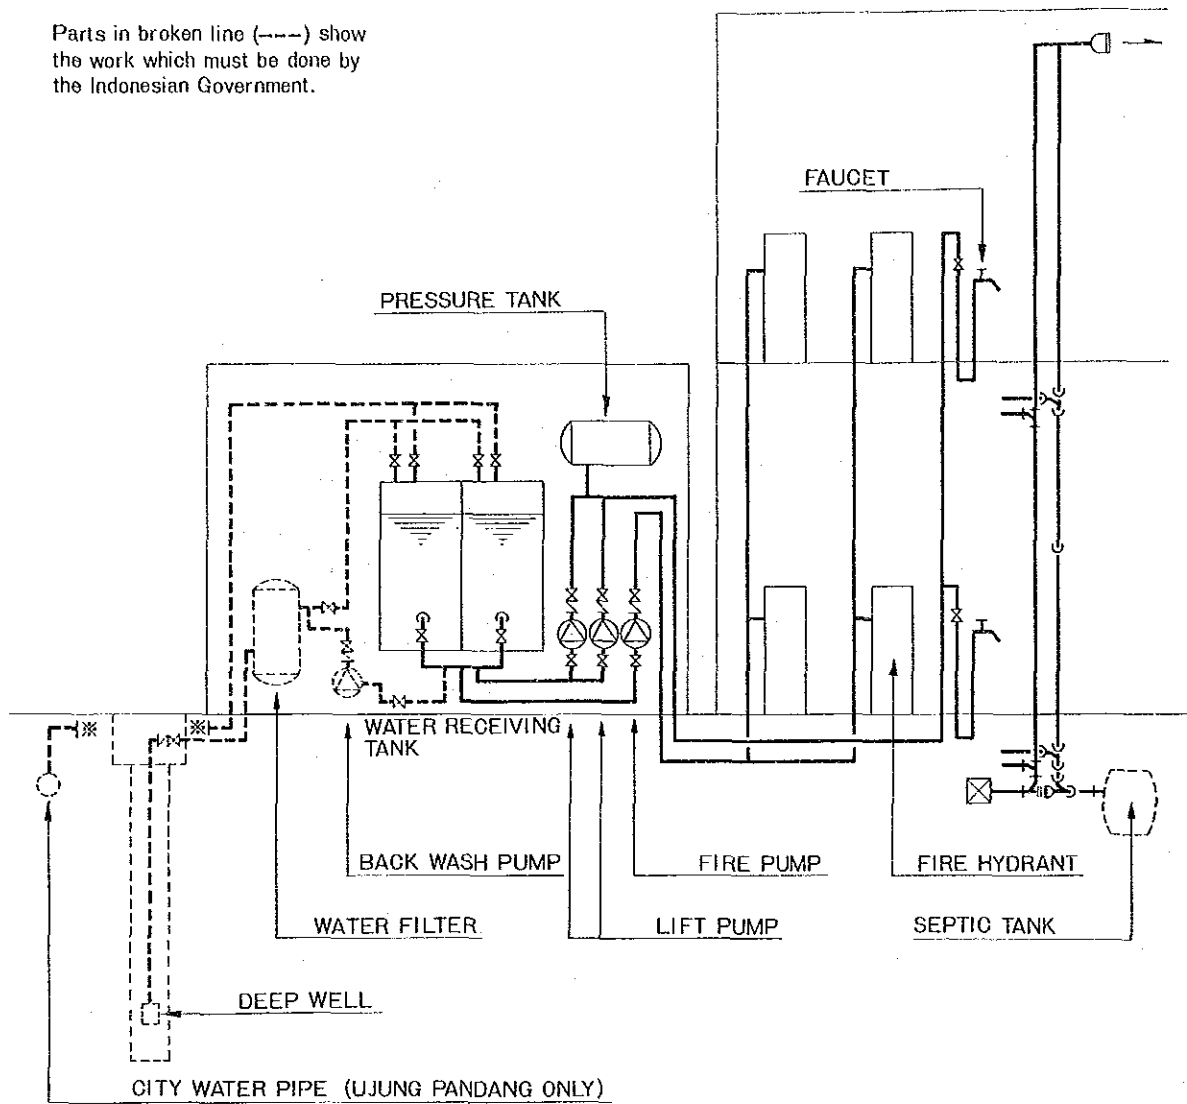 Parts in broken line (---) show
the work which must be done by
the Indonesian Government.
FAUCET
PRESSURE TANK
WATER RECEIVING
TANK
BACK WASH PUMP
FIRE PUMP
FIRE HYDRANT
WATER FILTER
LIFT PUMP
SEPTIC TANK
DEEP WELL
CITY WATER PIPE (UJUNG PANDANG ONLY)